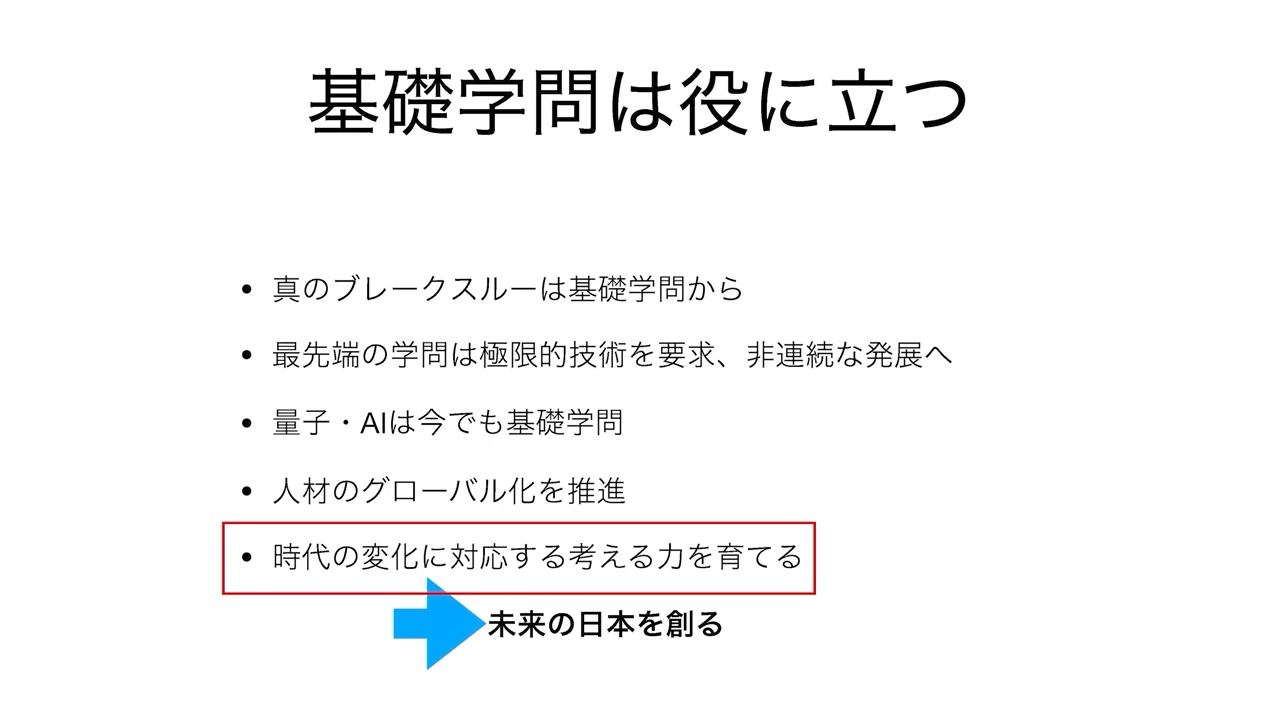 基礎学問は役に立つ
• 真のブレークスルーは基礎学問から
• 最先端の学問は極限的技術を要求、非連続な発展へ
• 量子・AIは今でも基礎学問
• 人材のグローバル化を推進
• 時代の変化に対応する考える力を育てる
未来の日本を創る